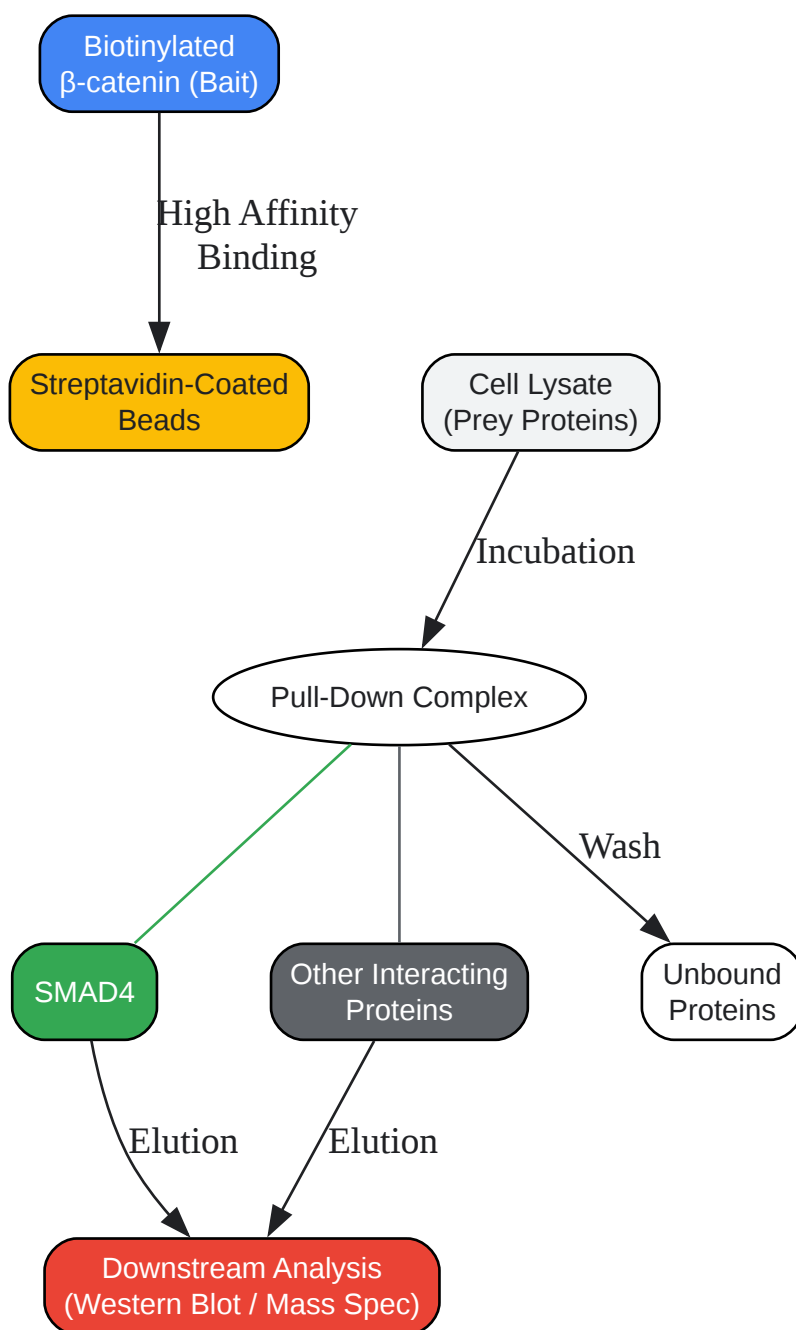 Biotinylated
β-catenin (Bait)
High Affinity
Binding
Streptavidin-Coated
Beads
Cell Lysate
(Prey Proteins)
Incubation
Pull-Down Complex
Wash
SMAD4
Other Interacting
Proteins
Unbound
Proteins
Elution
Elution
Downstream Analysis
(Western Blot / Mass Spec)